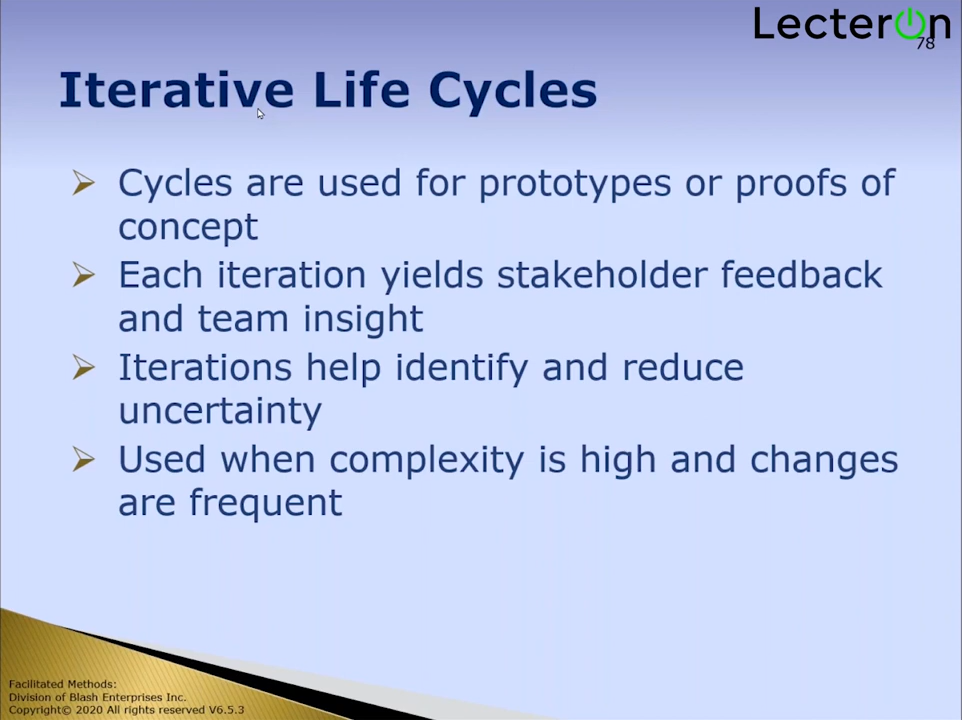 Lecteron
78
Iterative Life Cycles
Cycles are used for prototypes or proofs of
concept
Each iteration yields stakeholder feedback
and team insight
Iterations help identify and reduce
uncertainty
Used when complexity is high and changes
are frequent
Facilitated Methods:
Division of Blash Enterprises Inc.
Copyright© 2020 All rights reserved V6.5.3